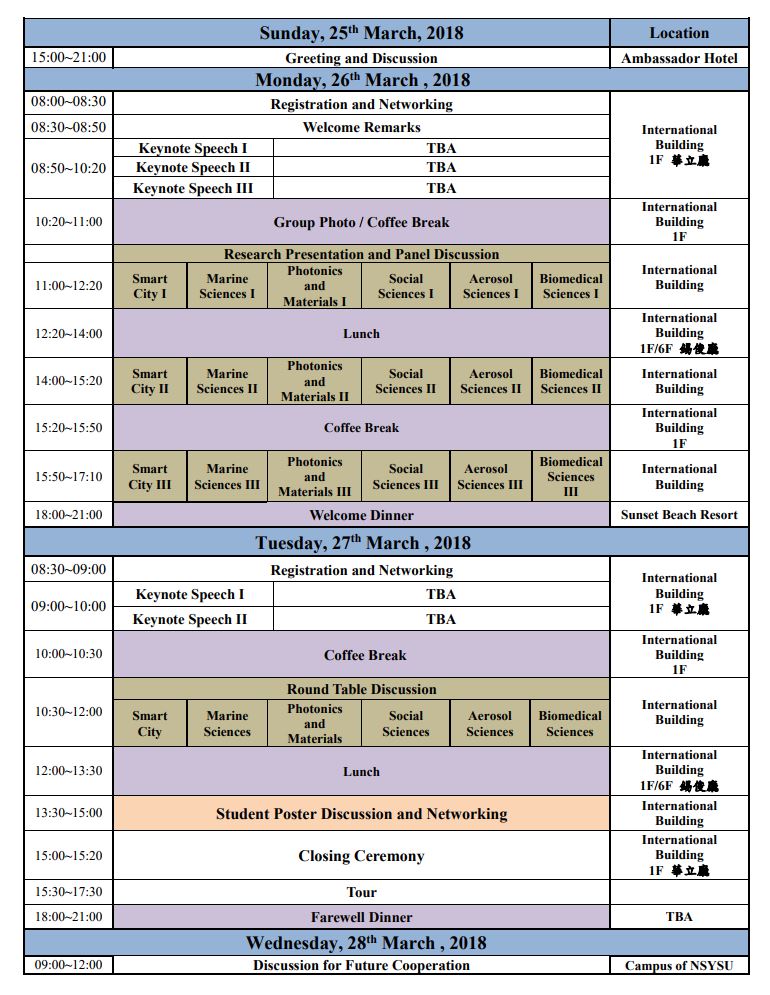 Sunday, 25th March, 2018 Location
15:00~21:00 Greeting and Discussion Ambassador Hotel
Monday, 26th March , 2018
08:00~08:30 Registration and Networking
08:30~08:50 Welcome Remarks
International
Building
1F 華立廳
08:50~10:20
Keynote Speech I TBA
Keynote Speech II TBA
Keynote Speech III TBA
10:20~11:00 Group Photo / Coffee Break
International
Building
1F
Research Presentation and Panel Discussion
11:00~12:20
Smart
City I
Marine
Sciences I
Photonics
and
Materials I
Social
Sciences I
Aerosol
Sciences I
Biomedical
Sciences I
International
Building
12:20~14:00 Lunch
International
Building
1F/6F 錫俊廳
14:00~15:20
Smart
City II
Marine
Sciences II
Photonics
and
Materials II
Social
Sciences II
Aerosol
Sciences II
Biomedical
Sciences II
International
Building
15:20~15:50 Coffee Break
International
Building
1F
15:50~17:10
Smart
City III
Marine
Sciences III
Photonics
and
Materials III
Social
Sciences III
Aerosol
Sciences III
Biomedical
Sciences
III
International
Building
18:00~21:00 Welcome Dinner Sunset Beach Resort
Tuesday, 27th March , 2018
08:30~09:00 Registration and Networking
09:00~10:00
Keynote Speech I TBA
Keynote Speech II TBA
International
Building
1F 華立廳
10:00~10:30 Coffee Break
International
Building
1F
10:30~12:00
Round Table Discussion
Smart
City
Marine
Sciences
Photonics
and
Materials
Social
Sciences
Aerosol
Sciences
Biomedical
Sciences
International
Building
12:00~13:30 Lunch
International
Building
1F/6F 錫俊廳
13:30~15:00 Student Poster Discussion and Networking
International
Building
15:00~15:20 Closing Ceremony
International
Building
1F 華立廳
15:30~17:30 Tour
18:00~21:00 Farewell Dinner TBA
Wednesday, 28th March , 2018
09:00~12:00 Discussion for Future Cooperation Campus of NSYSU